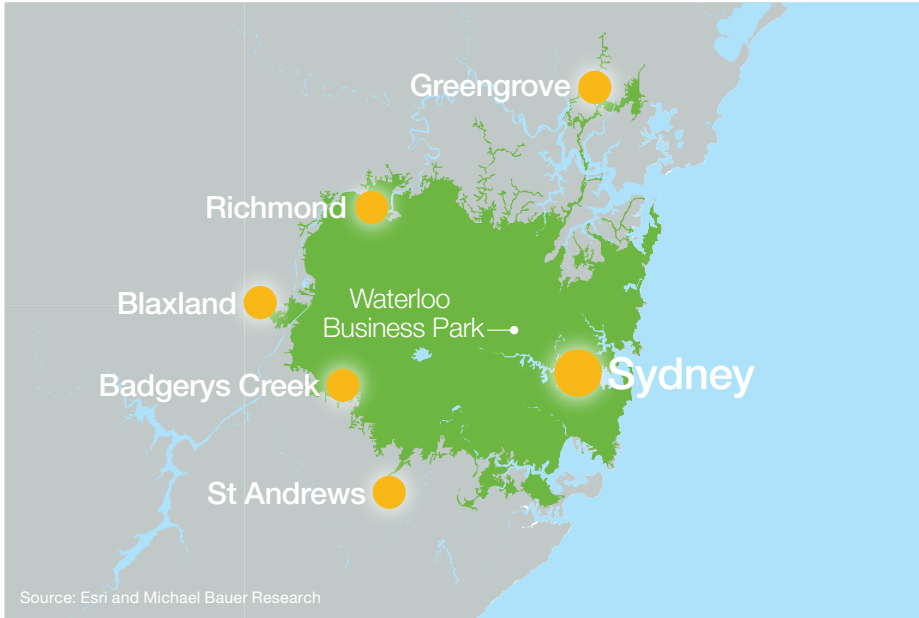 Greengrove
Richmond
Blaxland
Waterloo
Business Park
Sydney
Badgerys Creek
St Andrews
Source: Esri and Michael Bauer Research